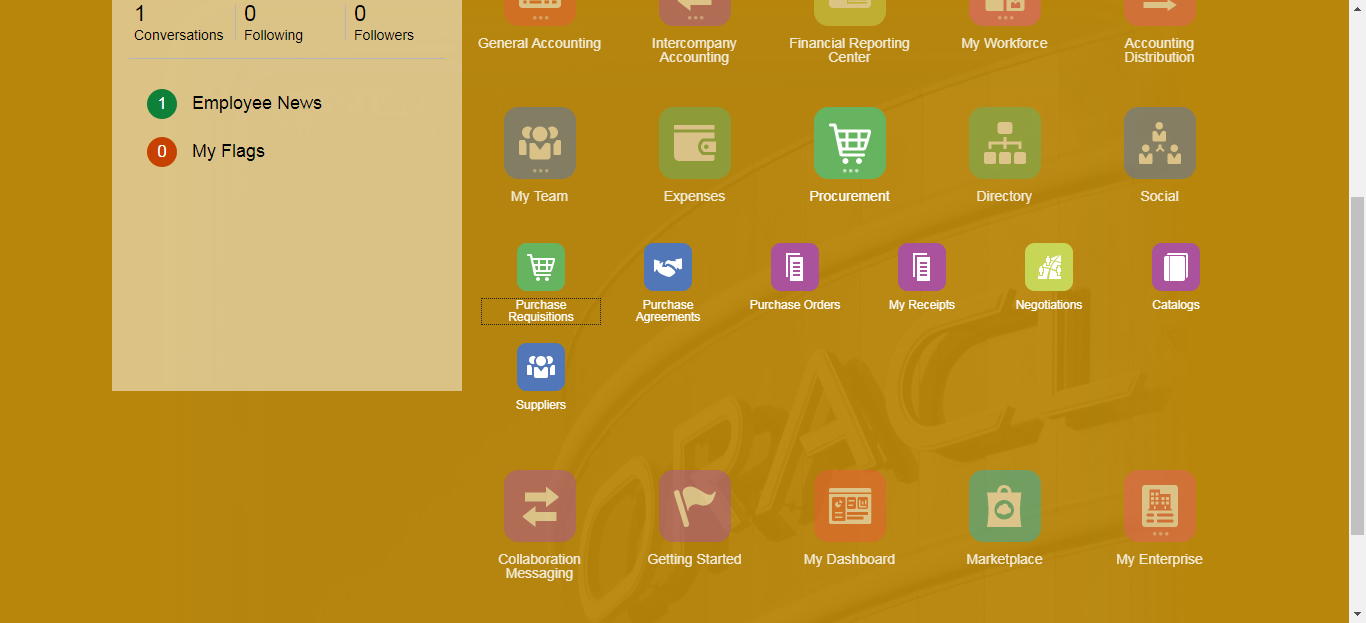 1
0
0
Conversations
Following
Followers
1
Employee News
0
My Flags
General Accounting
Intercompany
Accounting
Financial Reporting
Center
My Workforce
Accounting
Distribution
My Team
Expenses
Procurement
Directory
Social
Purchase
Requisitions
Purchase
Agreements
Purchase Orders
My Receipts
Negotiations
Catalogs
Suppliers
ORACL
Collaboration
Messaging
Getting Started
My Dashboard
Marketplace
My Enterprise